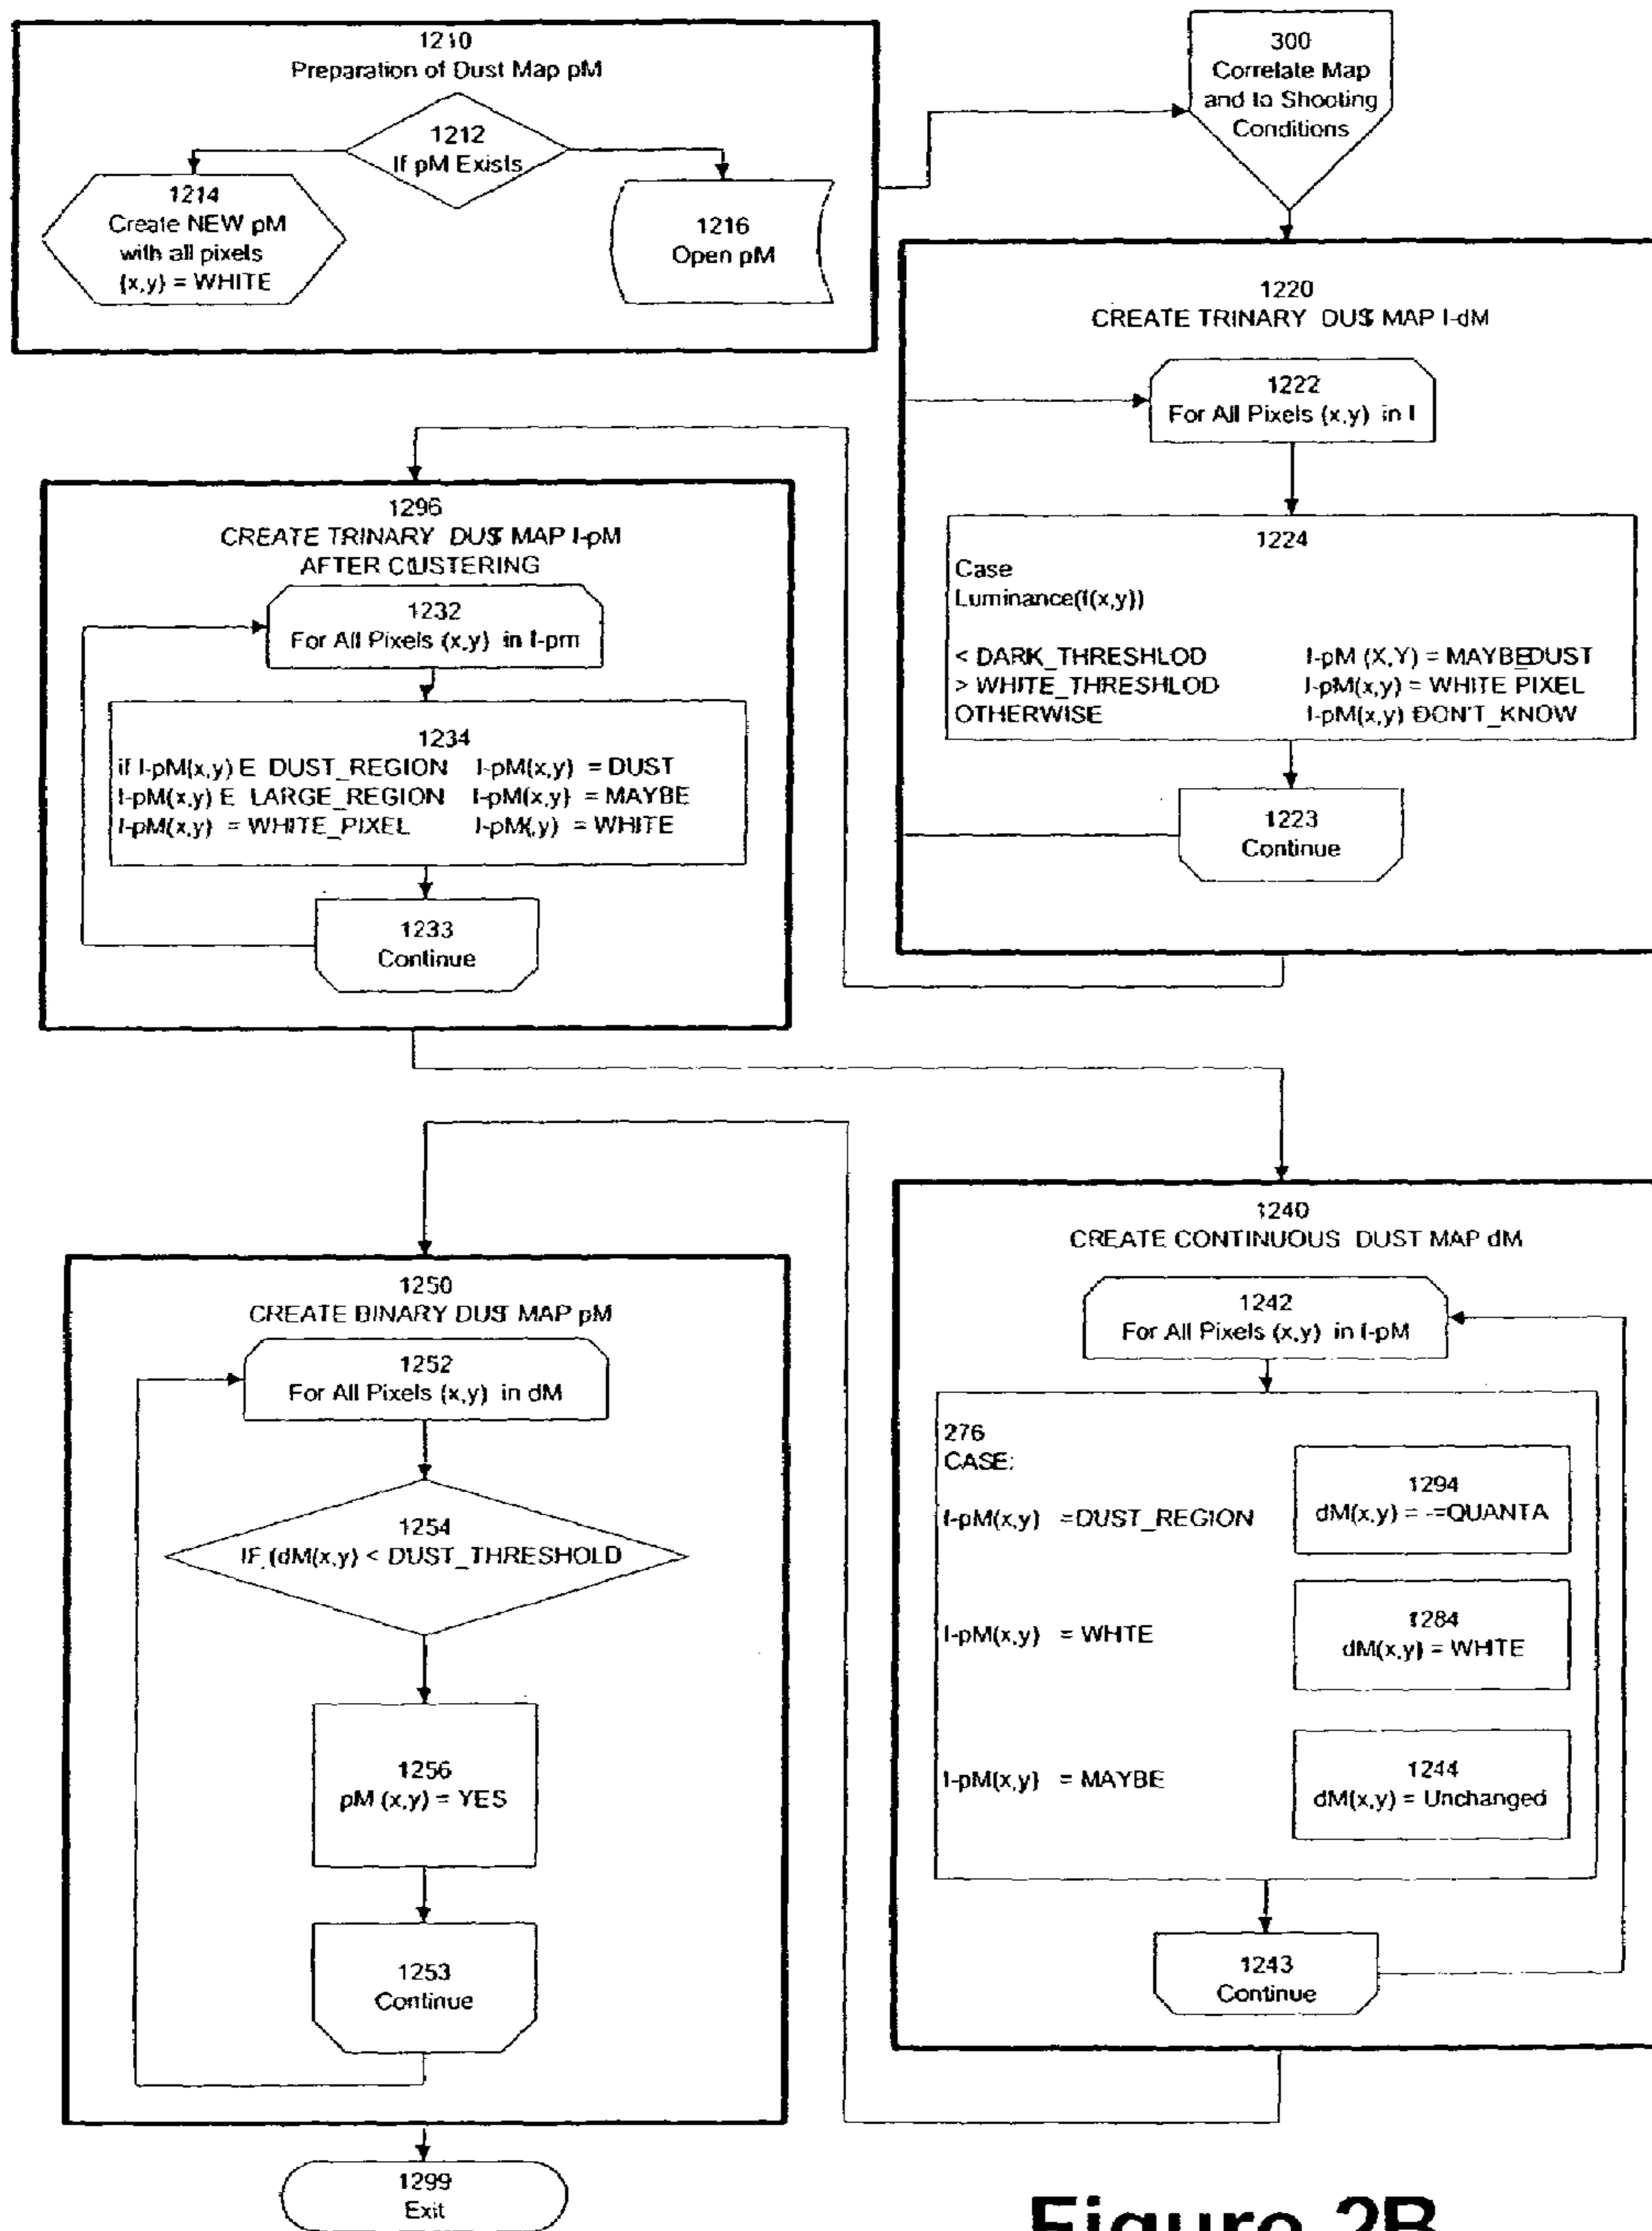 1210
Preparation of Dust Map pM
1212
If pM Exists
1214
Create NEW pM
with all pixels
(x,y) = WHITE
1216
Open pM
300
Correlate Map
and to Shooting
Conditions
1220
CREATE TRINARY DUST MAP I-dM
1222
For All Pixels (x,y) in I
1224
Case
Luminance(I(x,y))
< DARK_THRESHLOD I-pM (X,Y) = MAYBEDUST
> WHITE_THRESHLOD I-pM(x,y) = WHITE PIXEL
OTHERWISE I-pM(x,y) DON'T_KNOW
1223
Continue
1296
CREATE TRINARY DUST MAP I-pM
AFTER CLUSTERING
1232
For All Pixels (x,y) in I-pm
1234
if I-pM(x,y) E DUST_REGION I-pM(x,y) = DUST
I-pM(x,y) E LARGE_REGION I-pM(x,y) = MAYBE
I-pM(x,y) = WHITE_PIXEL I-pM(,y) = WHITE
1233
Continue
1240
CREATE CONTINUOUS DUST MAP dM
1242
For All Pixels (x,y) in I-pM
276
CASE:
I-pM(x,y) =DUST_REGION
1294
dM(x,y) = -=QUANTA
I-pM(x,y) = WHTE
1284
dM(x,y) = WHTE
I-pM(x,y) = MAYBE
1244
dM(x,y) = Unchanged
1243
Continue
1250
CREATE BINARY DUST MAP pM
1252
For All Pixels (x,y) in dM
1254
IF (dM(x,y) < DUST_THRESHOLD
1256
pM (x,y) = YES
1253
Continue
1299
Exit
Figure 2B